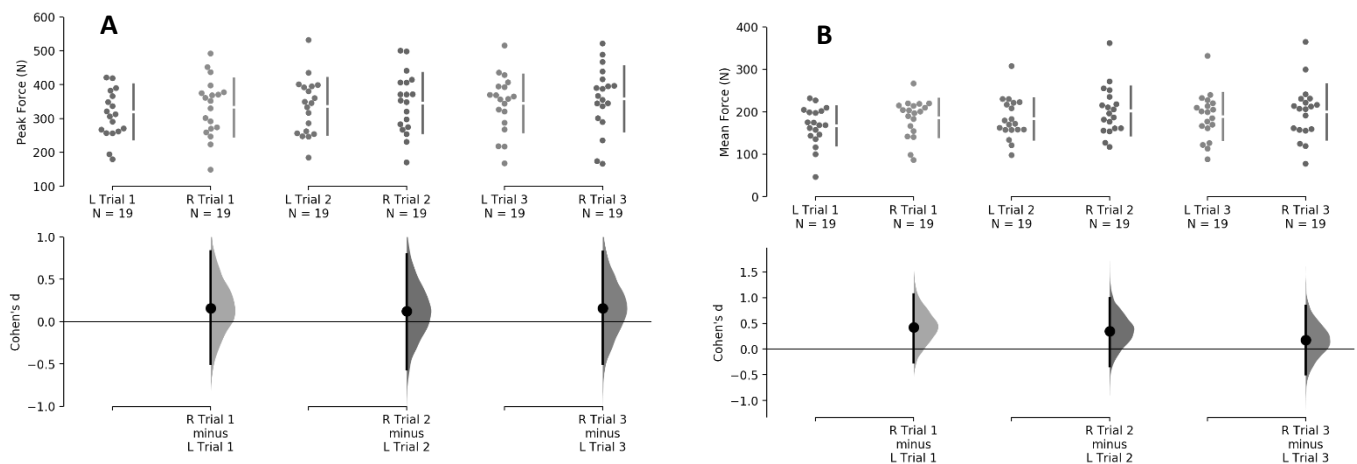 A
Peak Force (N)
600
500
400
300
200
100
L Trial 1
N = 19
R Trial 1
N = 19
L Trial 2
N = 19
R Trial 2
N = 19
L Trial 3
N = 19
R Trial 3
N = 19
Cohen's d
1.0
0.5
0.0
−0.5
−1.0
R Trial 1
minus
L Trial 1
R Trial 2
minus
L Trial 2
R Trial 3
minus
L Trial 3
B
Mean Force (N)
400
300
200
100
0
L Trial 1
N = 19
R Trial 1
N = 19
L Trial 2
N = 19
R Trial 2
N = 19
L Trial 3
N = 19
R Trial 3
N = 19
Cohen's d
1.5
1.0
0.5
0.0
−0.5
−1.0
R Trial 1
minus
L Trial 1
R Trial 2
minus
L Trial 2
R Trial 3
minus
L Trial 3